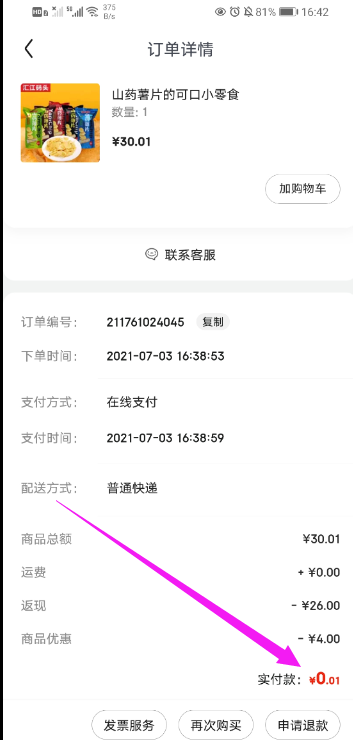 HD 5G 375 B/s 81% 16:42
订单详情
汇江码头
山药薯片的可口小零食
数量: 1
¥30.01
加购物车
联系客服
订单编号: 211761024045 复制
下单时间: 2021-07-03 16:38:53
支付方式: 在线支付
支付时间: 2021-07-03 16:38:59
配送方式: 普通快递
商品总额 ¥30.01
运费 + ¥0.00
返现 - ¥26.00
商品优惠 - ¥4.00
实付款: ¥0.01
发票服务 再次购买 申请退款